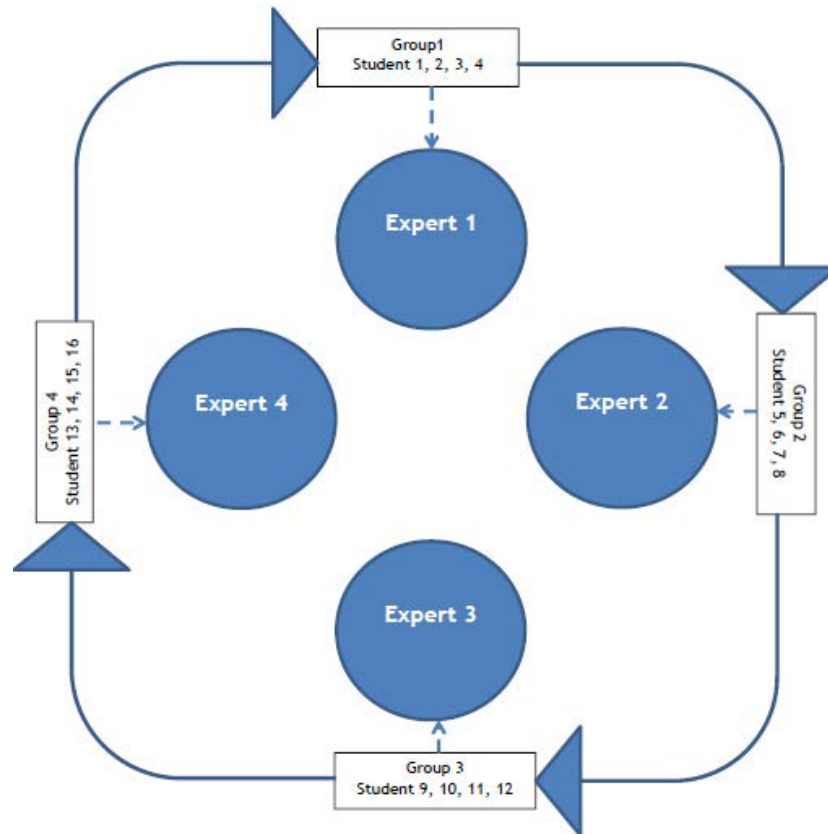 Group1
Student 1, 2, 3, 4
Expert 1
Group 2
Student 5, 6, 7, 8
Expert 2
Expert 3
Group 3
Student 9, 10, 11, 12
Group 4
Student 13, 14, 15, 16
Expert 4